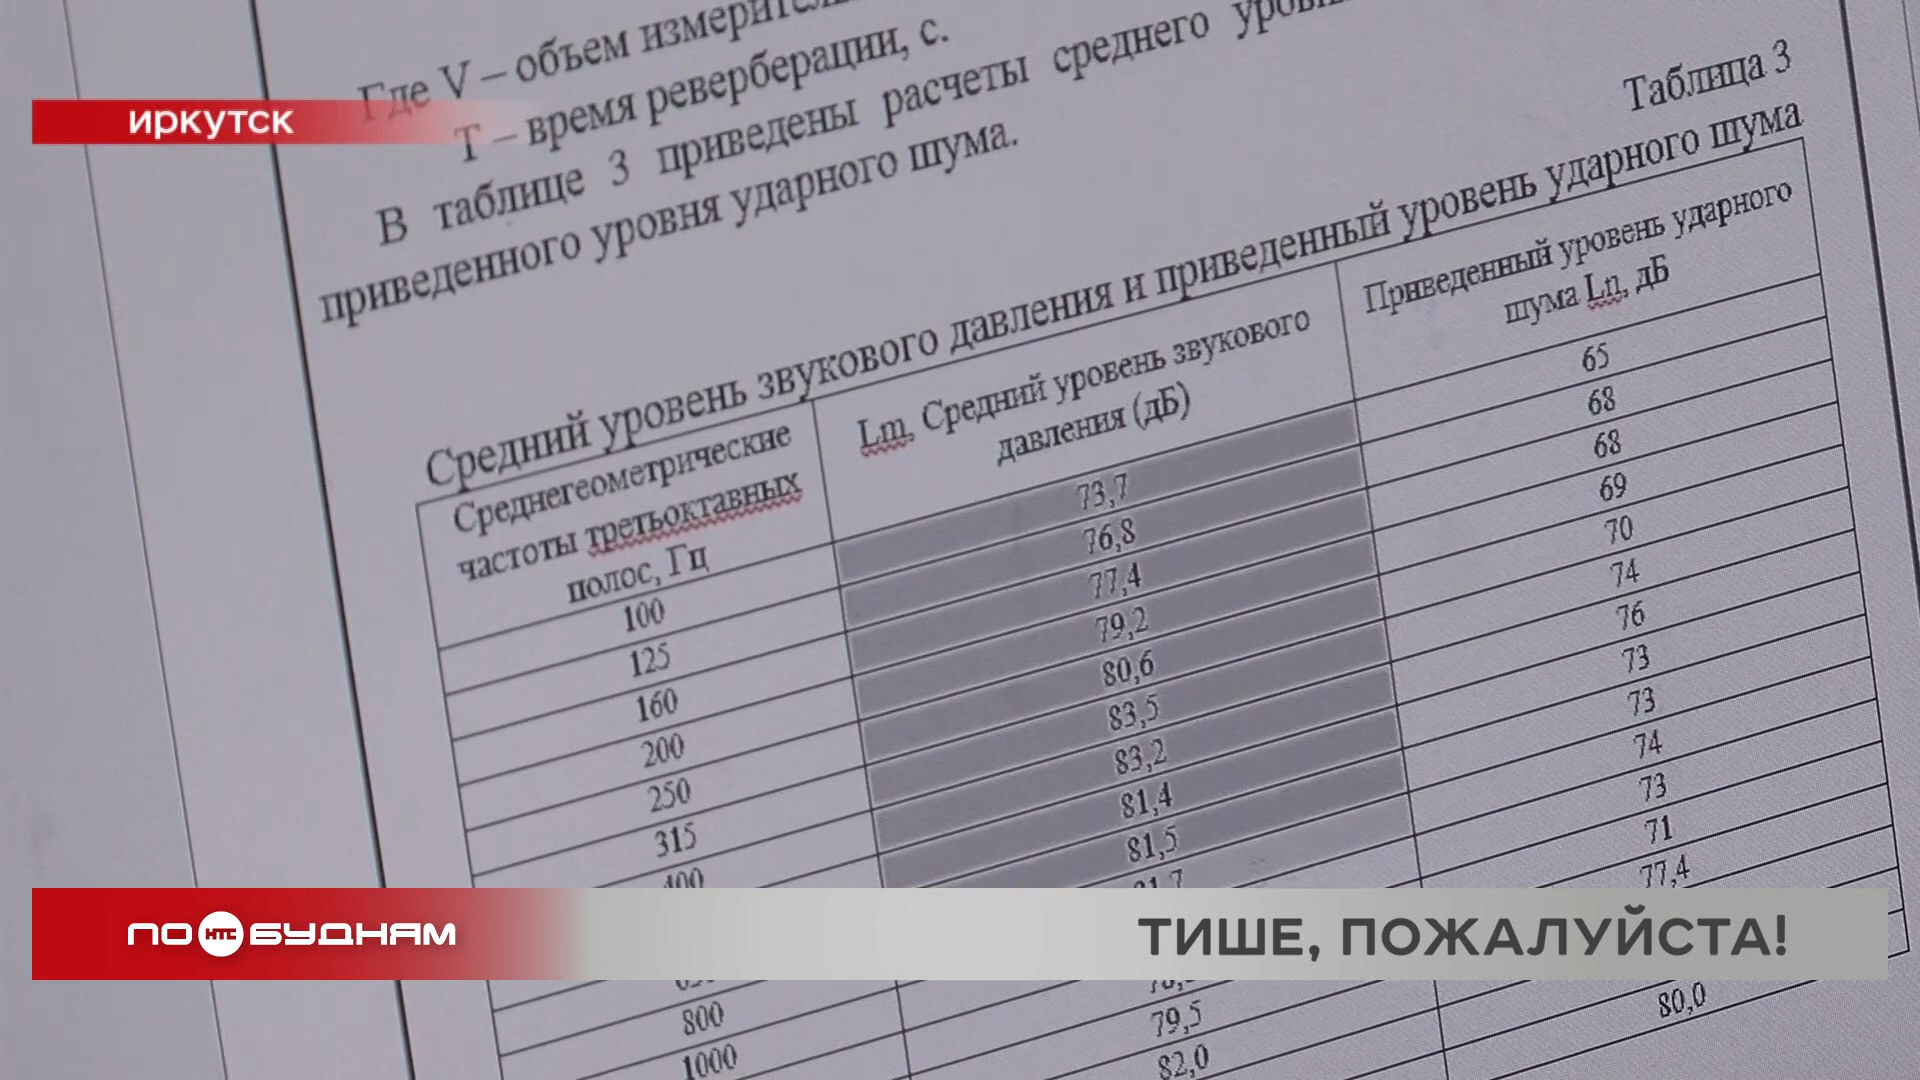 Где V – объем
Т – время реверберации, с.
В таблице 3 приведены расчеты среднего
приведенного уровня ударного шума.
ИРКУТСК
Таблица 3
Средний уровень звукового давления и приведенный уровень ударного шума
Среднегеометрические
частоты третьоктавных
полос, Гц
Lm, Средний уровень звукового
давления (дБ)
Приведенный уровень ударного
шума Ln, дБ
100 73,7 65
125 76,8 68
160 77,4 68
200 79,2 69
250 80,6 70
315 83,5 74
400 83,2 76
81,4 73
81,5 73
74
73
71
77,4
800 79,5 80,0
1000 82,0
ПО НТС БУДНЯМ
ТИШЕ, ПОЖАЛУЙСТА!